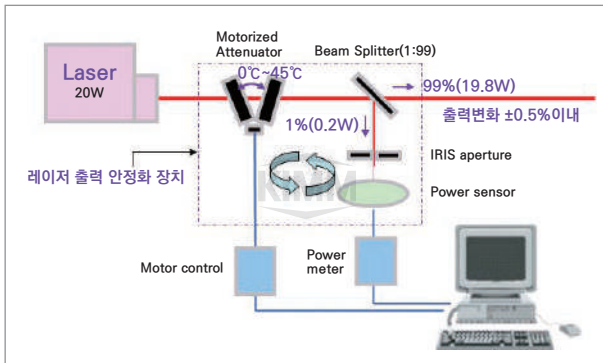 Motorized
Attenuator
Beam Splitter(1:99)
Laser
20W
0℃~45℃
99%(19.8W)
출력변화 ±0.5%이내
1%(0.2W)
IRIS aperture
레이저 출력 안정화 장치
KIMM
Power sensor
Motor control
Power
meter